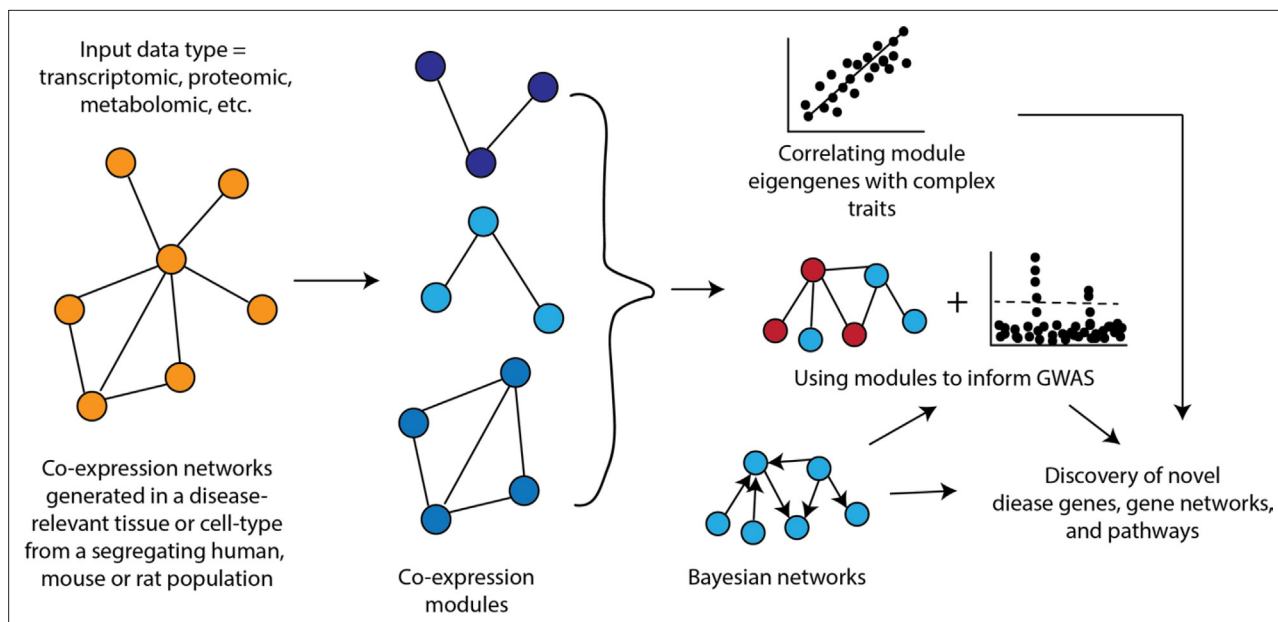 Input data type =
transcriptomic, proteomic,
metabolomic, etc.
Co-expression networks
generated in a disease-
relevant tissue or cell-type
from a segregating human,
mouse or rat population
Co-expression
modules
Correlating module
eigengenes with complex
traits
+
Using modules to inform GWAS
Bayesian networks
Discovery of novel
diease genes, gene networks,
and pathways